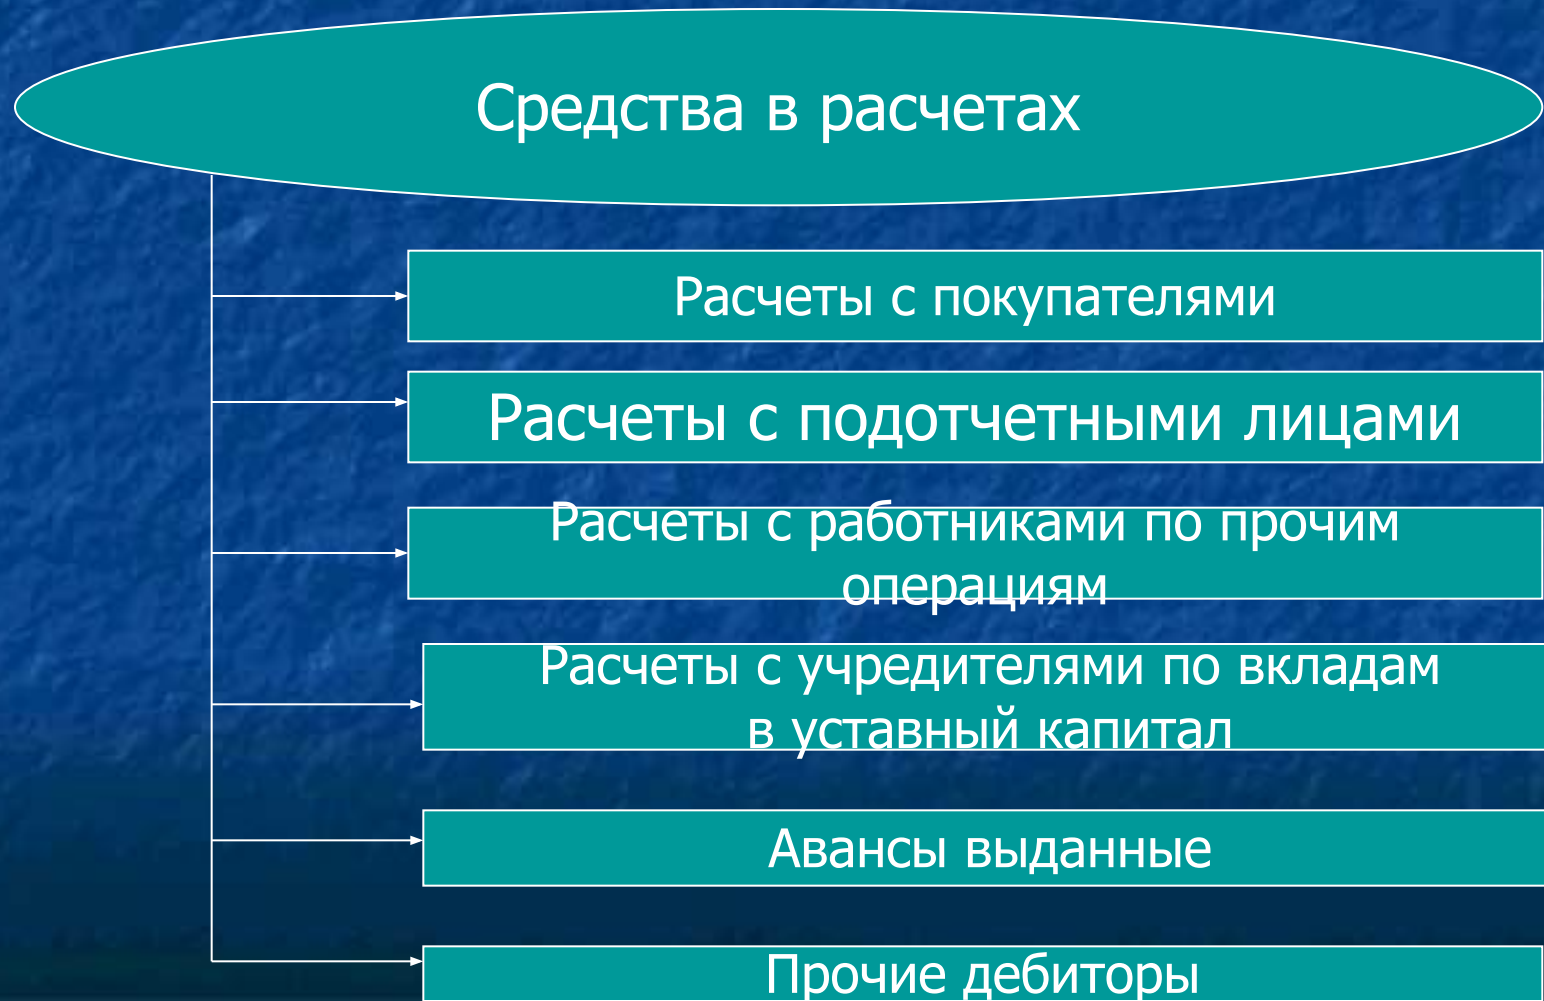 Средства в расчетах
Расчеты с покупателями
Расчеты с подотчетными лицами
Расчеты с работниками по прочим
операциям
Расчеты с учредителями по вкладам
в уставный капитал
Авансы выданные
Прочие дебиторы